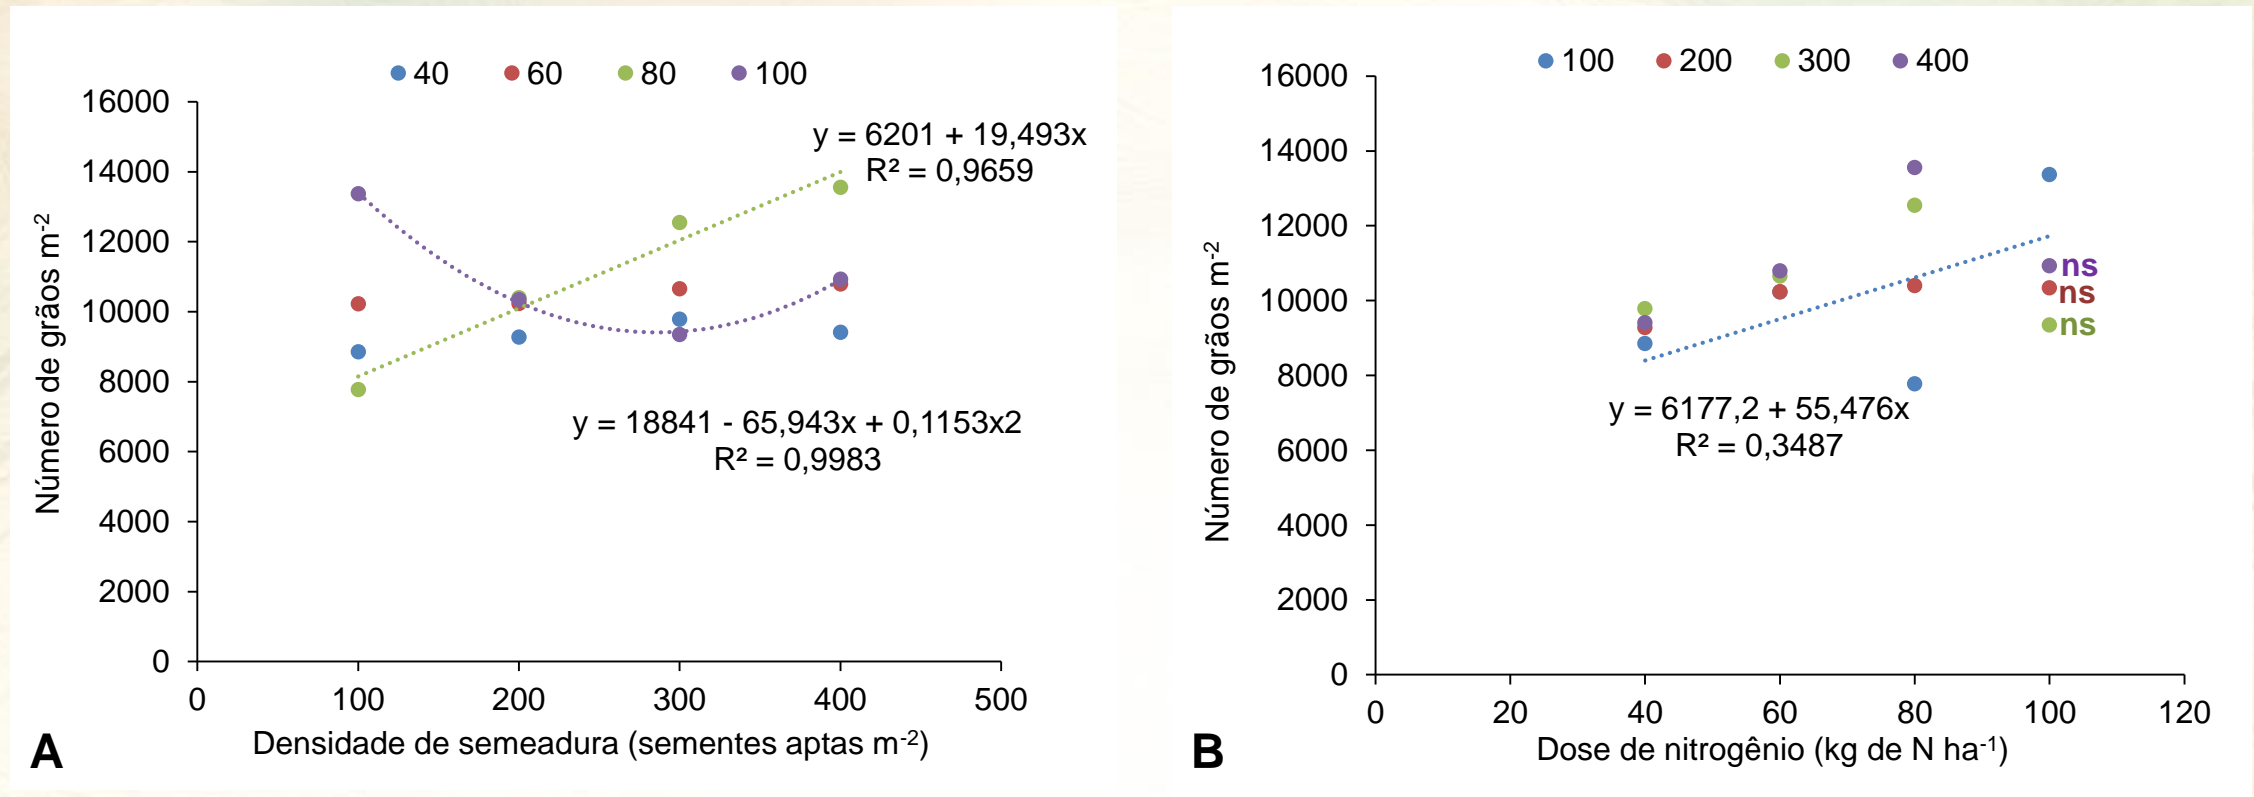 40 60 80 100
16000
14000
12000
10000
8000
6000
4000
2000
0
Número de grãos m-2
y = 6201 + 19,493x
R² = 0,9659
y = 18841 - 65,943x + 0,1153x2
R² = 0,9983
0 100 200 300 400 500
Densidade de semeadura (sementes aptas m-2)
A
100 200 300 400
16000
14000
12000
10000
8000
6000
4000
2000
0
Número de grãos m-2
ns
ns
ns
y = 6177,2 + 55,476x
R² = 0,3487
0 20 40 60 80 100 120
Dose de nitrogênio (kg de N ha-1)
B